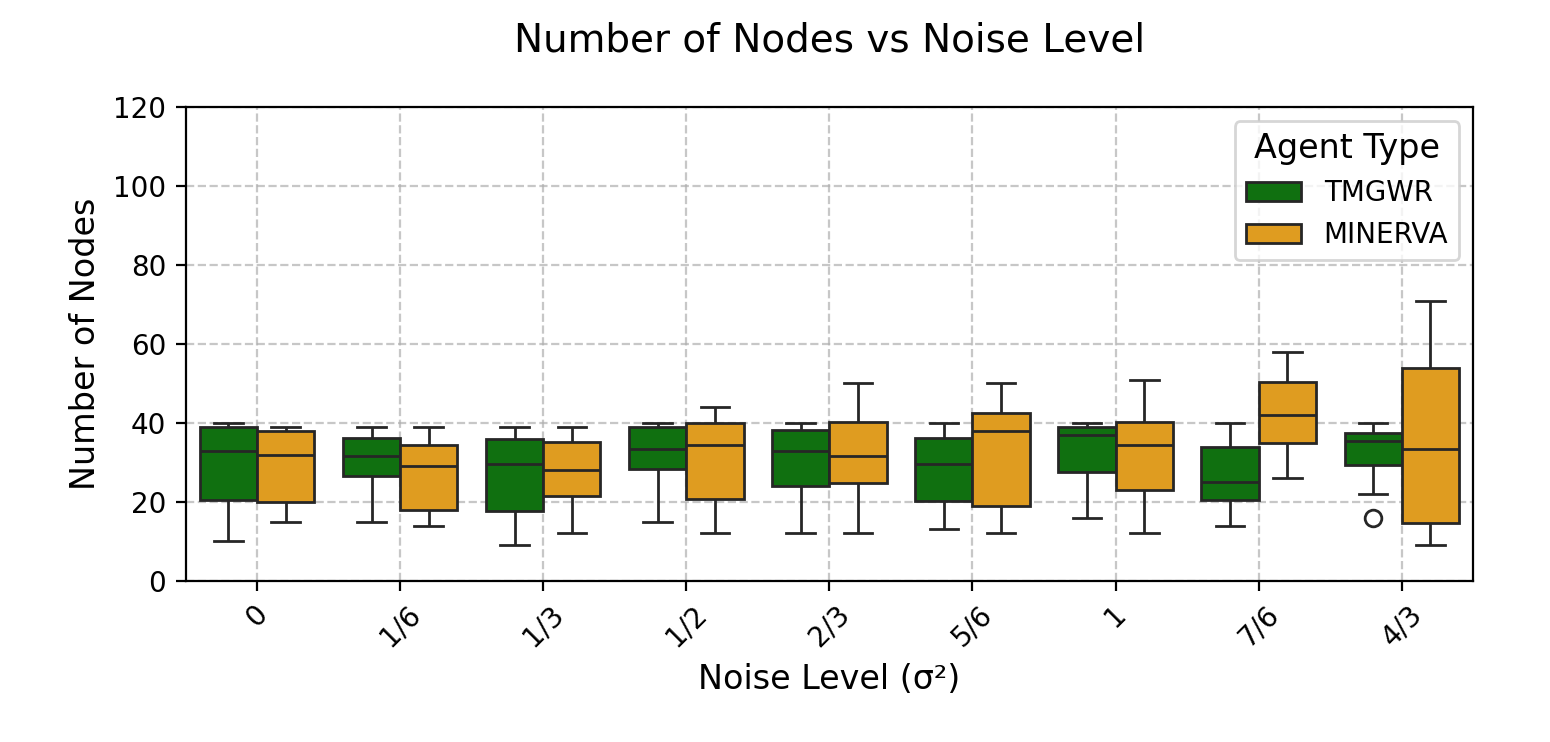 Number of Nodes vs Noise Level
Number of Nodes
120
100
80
60
40
20
0
Agent Type
TMGWR
MINERVA
0 1/6 1/3 1/2 2/3 5/6 1 7/6 4/3
Noise Level (σ²)